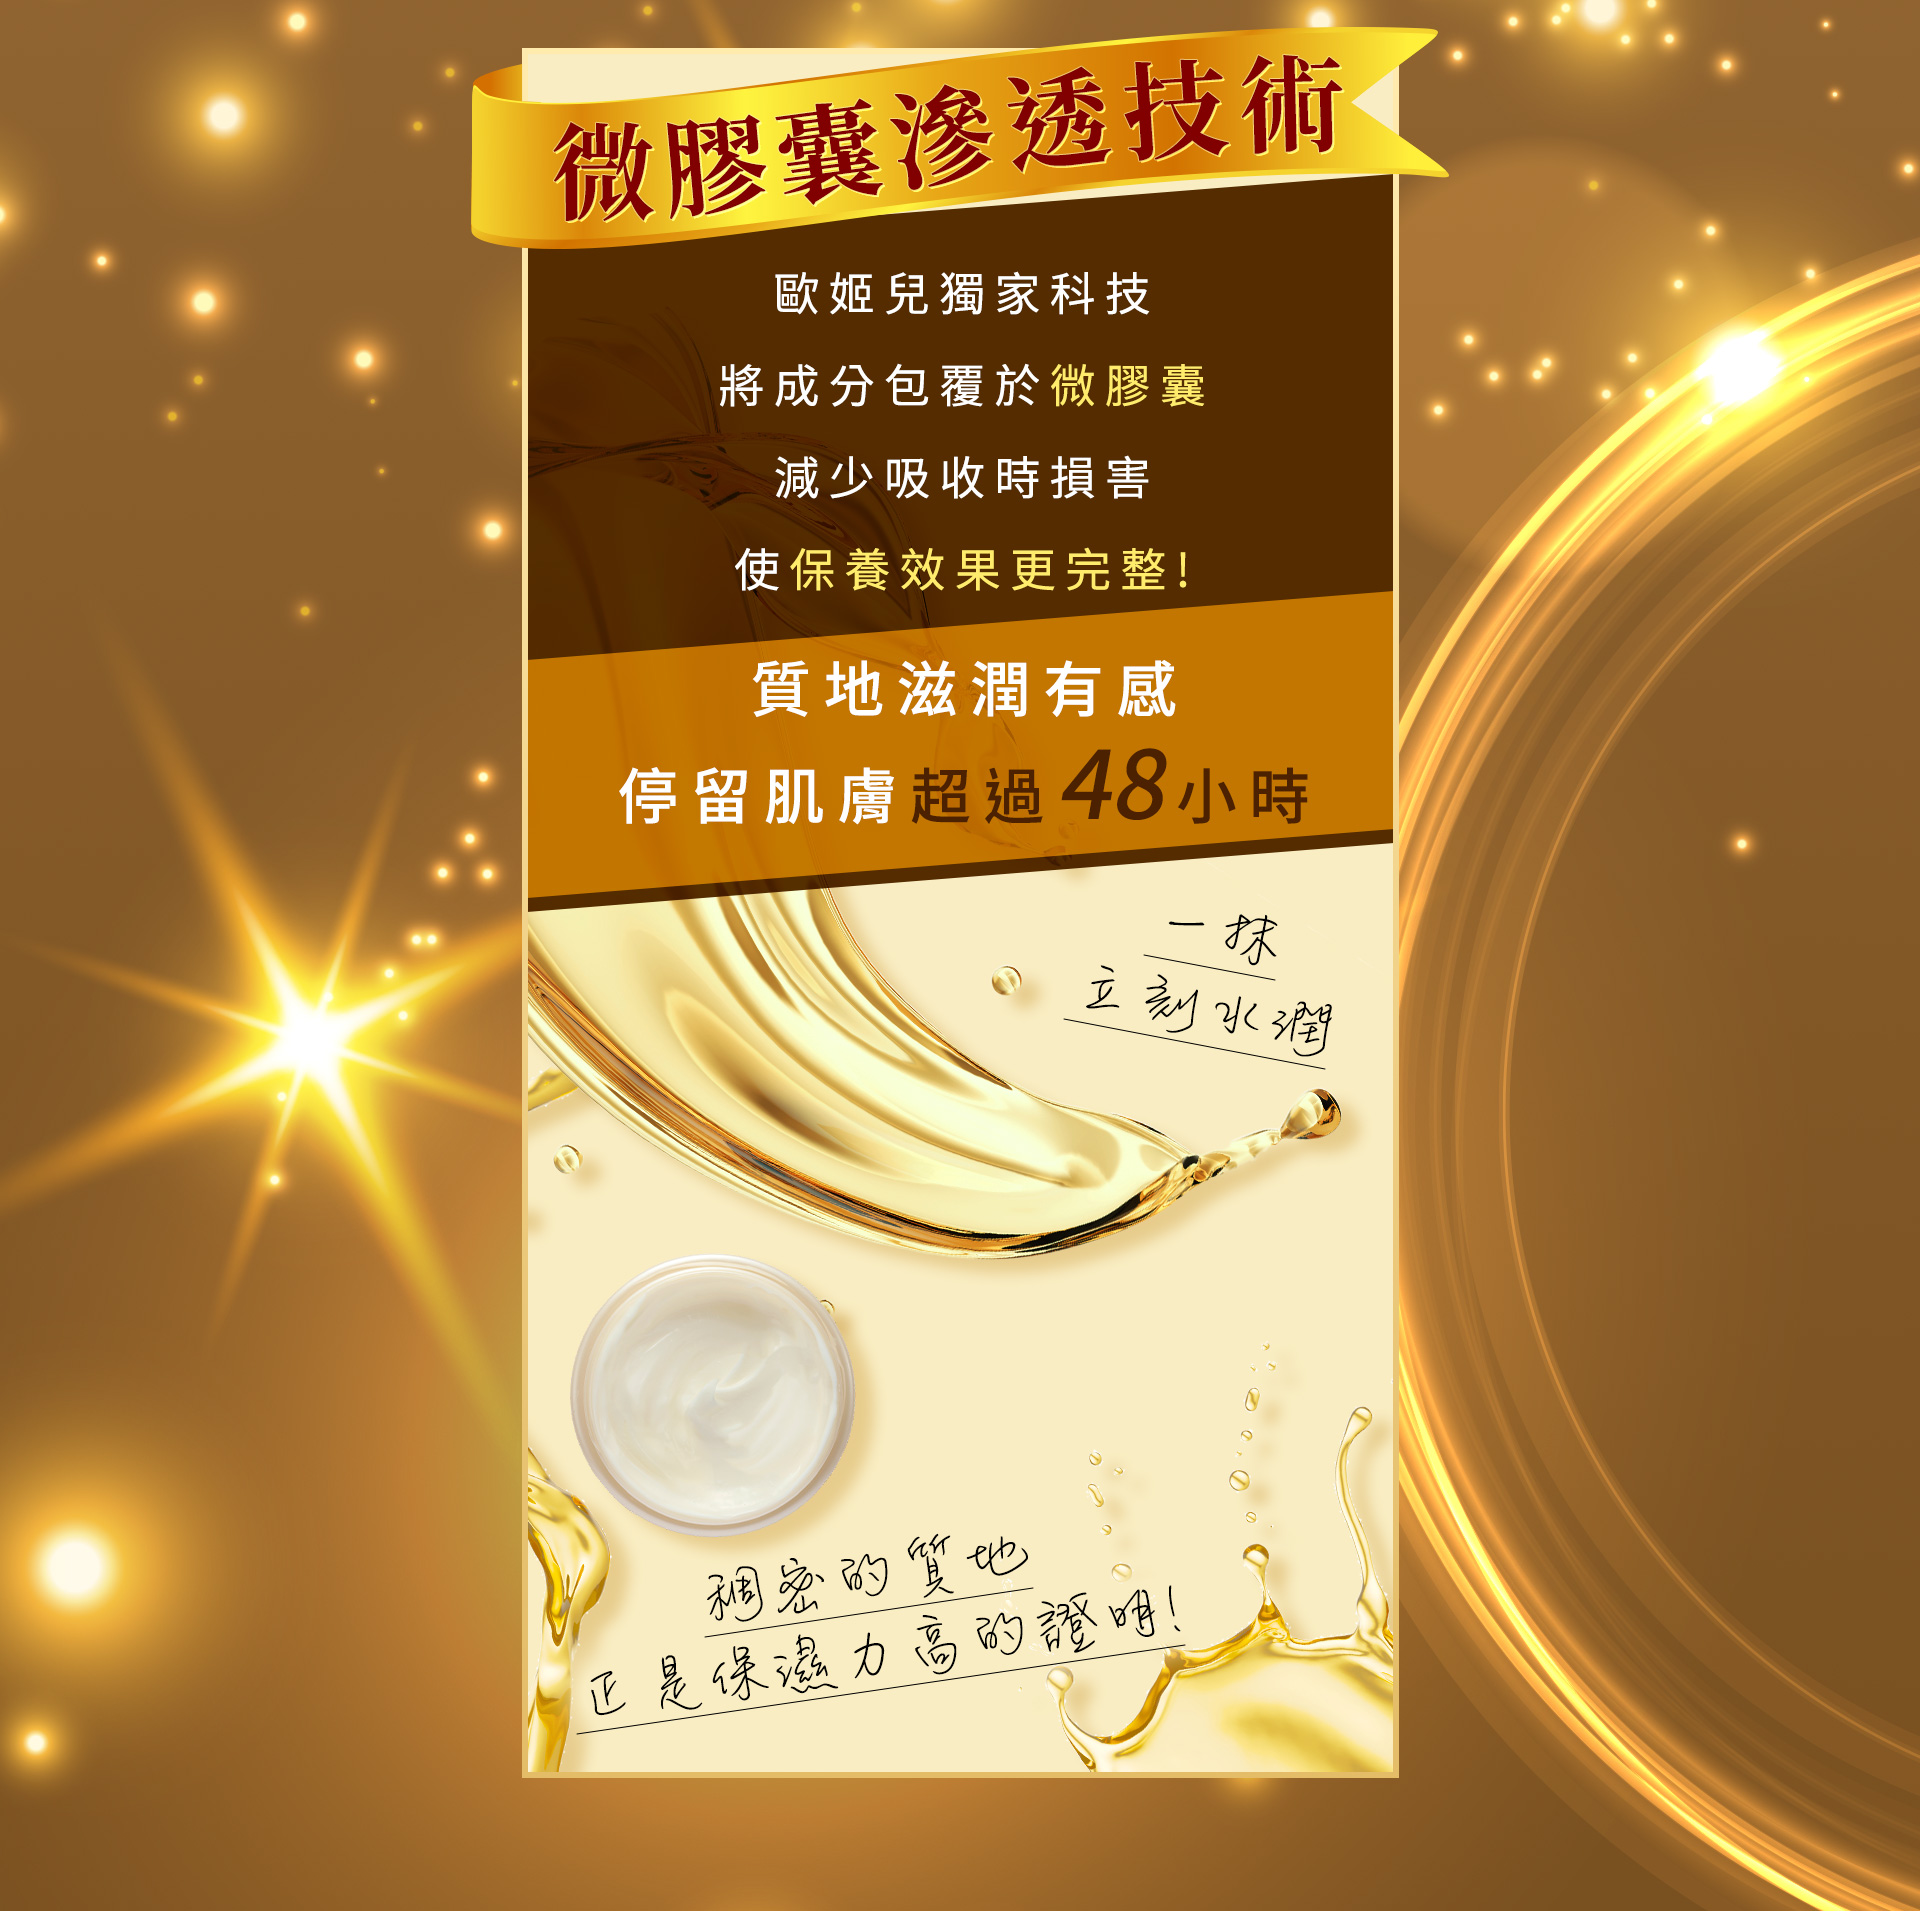 微膠囊滲透技術
歐姬兒獨家科技
將成分包覆於微膠囊
減少吸收時損害
使保養效果更完整!
質地滋潤有感
停留肌膚超過48小時
一抹
立刻水潤
稠密的質地
正是保濕力高的證明!